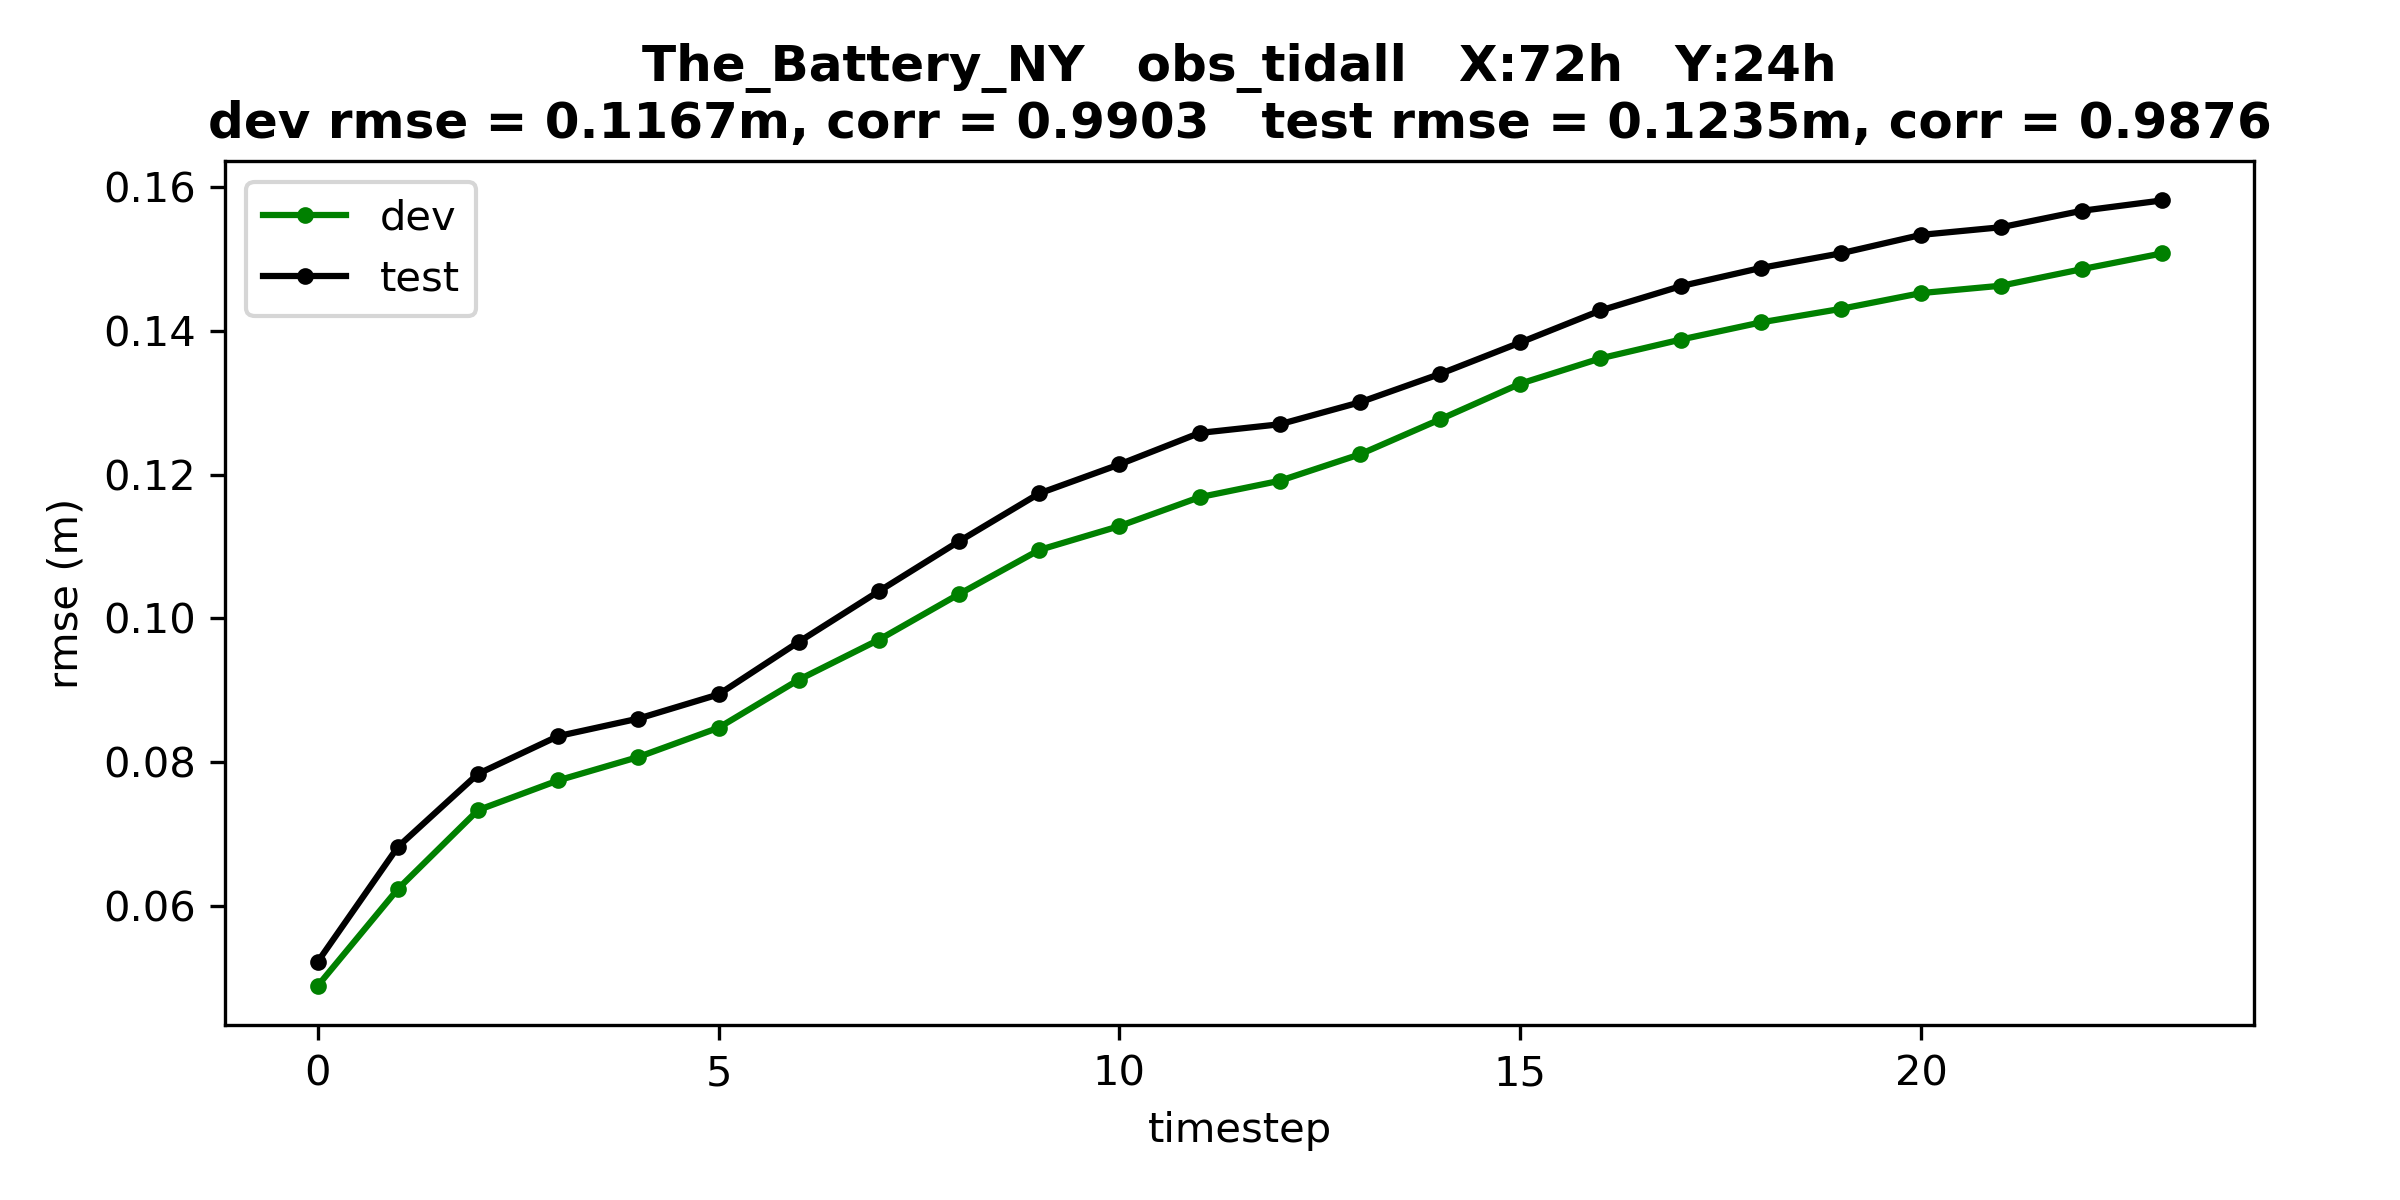 The_Battery_NY   obs_tidall   X:72h   Y:24h
dev rmse = 0.1167m, corr = 0.9903   test rmse = 0.1235m, corr = 0.9876
dev
test
0.16
0.14
0.12
0.10
0.08
0.06
rmse (m)
0 5 10 15 20
timestep